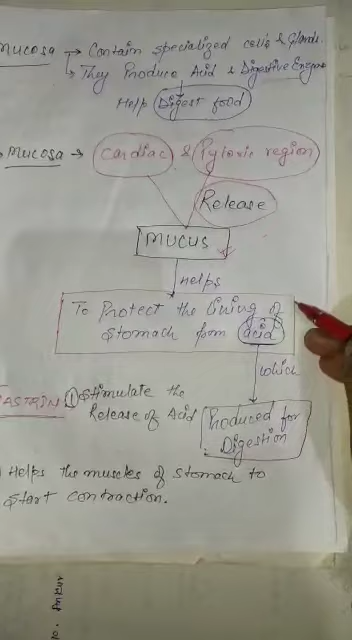 Mucosa → Contain specialized cells & Glands.
↳ They Produce Acid & Digestive Enzyme
Help Digest food
Mucosa → Cardiac & Pyloric region
Release
MUCUS
Helps
To Protect the lining of
stomach from acid
which
① Stimulate the
Release of Acid
Produced for
Digestion
Helps the muscles of stomach to
start contraction.